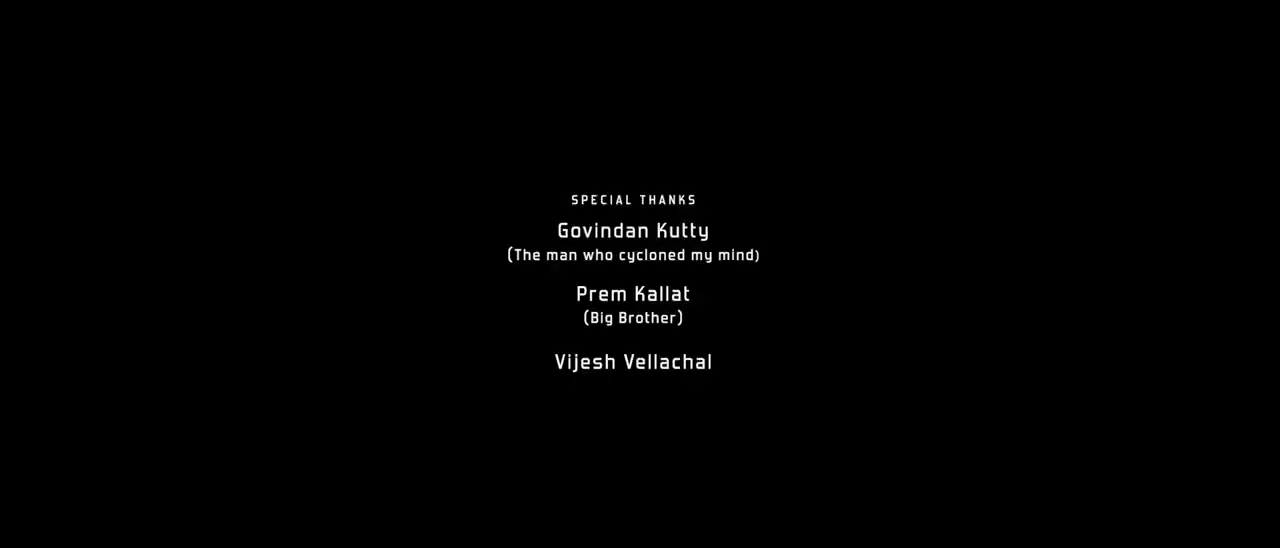 SPECIAL THANKS
Govindan Kutty
(The man who cycloned my mind)
Prem Kallat
(Big Brother)
Vijesh Vellachal